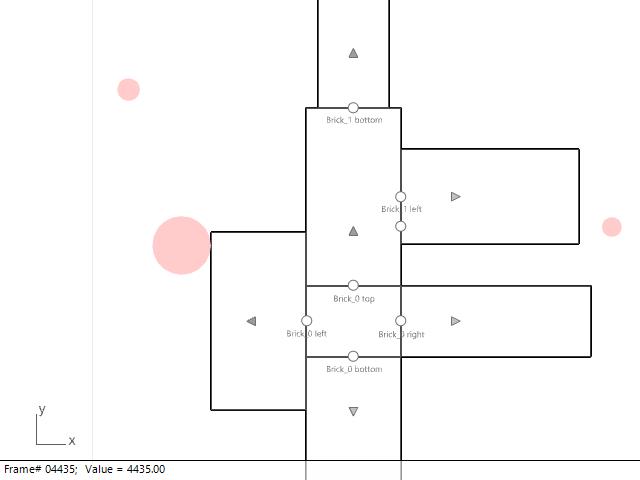 Brick_1 bottom
Brick_1 left
Brick_0 top
Brick_0 left
Brick_0 right
Brick_0 bottom
y
x
Frame# 04435; Value = 4435.00